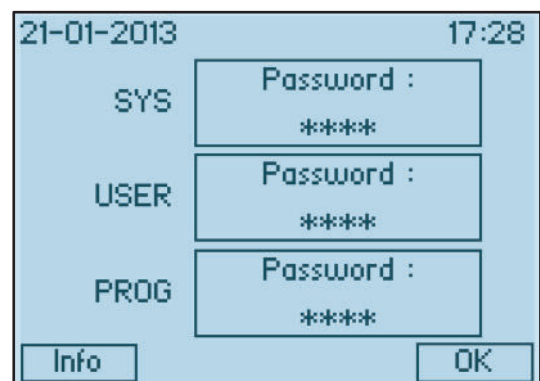 21-01-2013 17:28
Password :
SYS
****
Password :
USER
****
Password :
PROG
****
Info OK